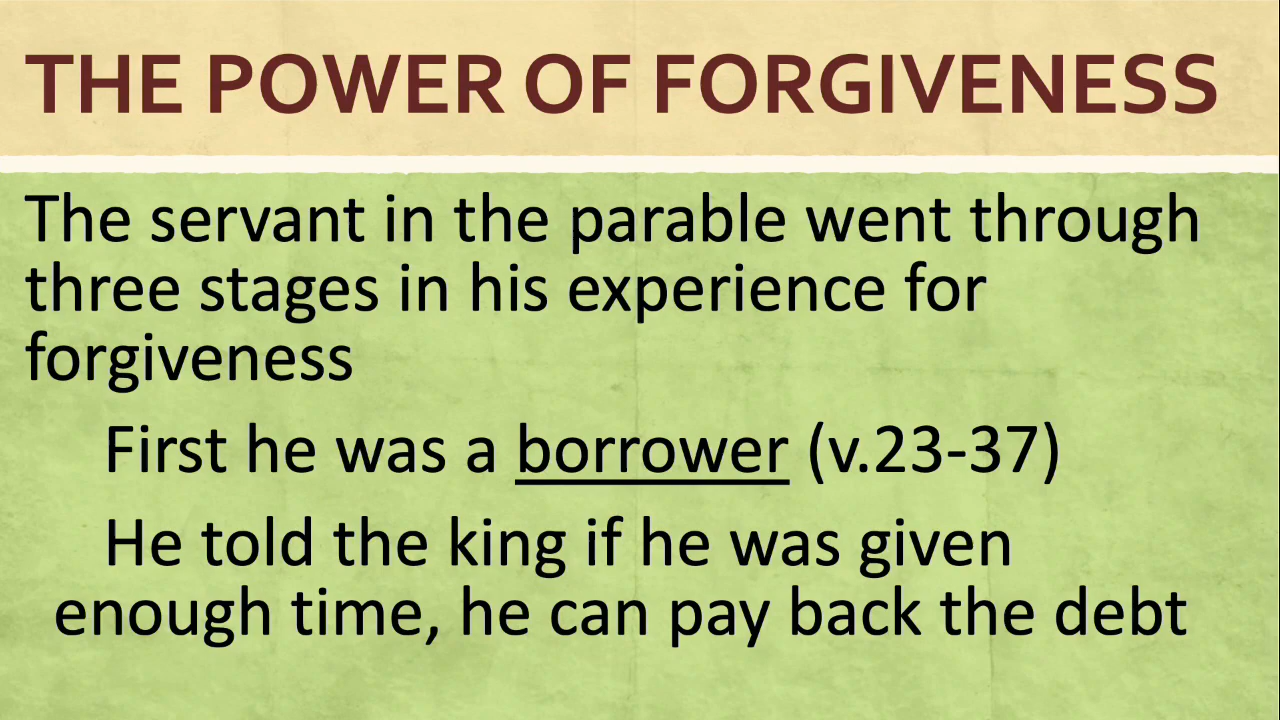 THE POWER OF FORGIVENESS
The servant in the parable went through
three stages in his experience for
forgiveness
First he was a borrower (v.23-37)
He told the king if he was given
enough time, he can pay back the debt